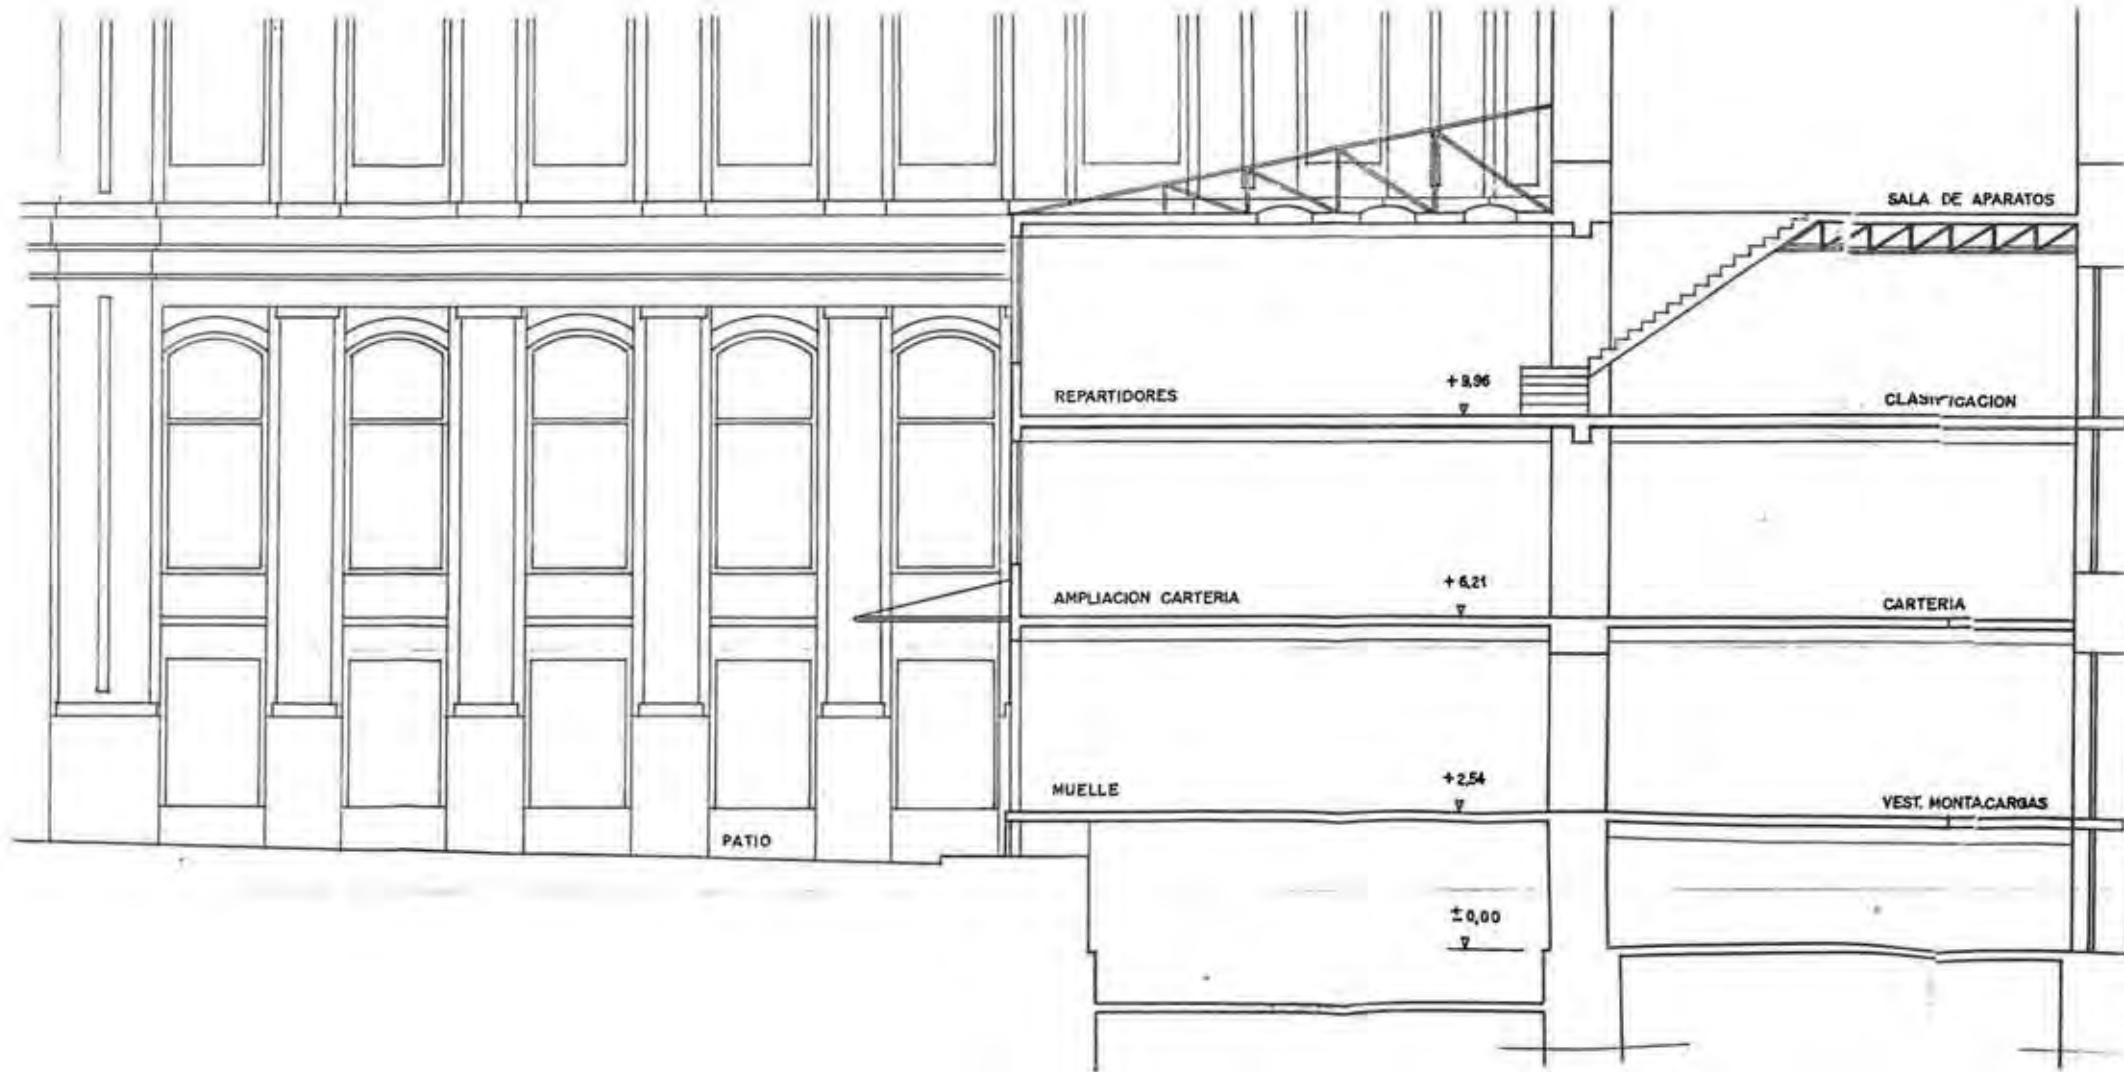 SALA DE APARATOS
REPARTIDORES
+9,96
CLASIFICACION
AMPLIACION CARTERIA
+6,21
CARTERIA
MUELLE
+2,54
VEST. MONTACARGAS
PATIO
±0,00